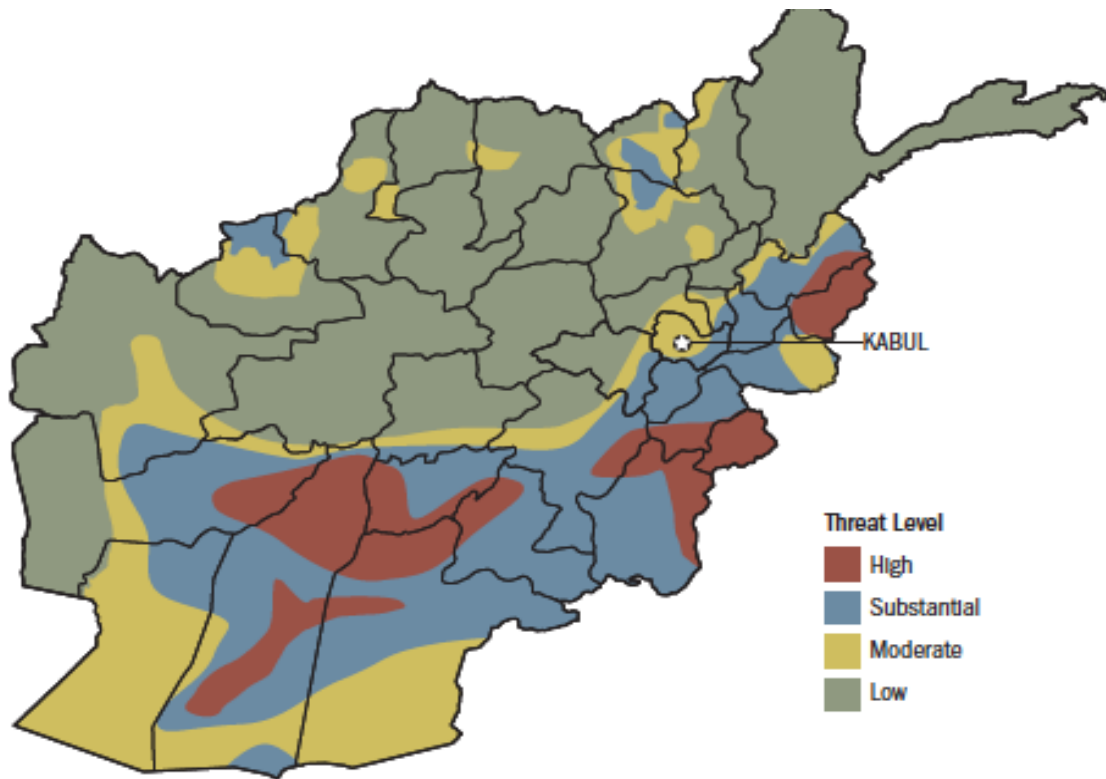 KABUL
Threat Level
High
Substantial
Moderate
Low